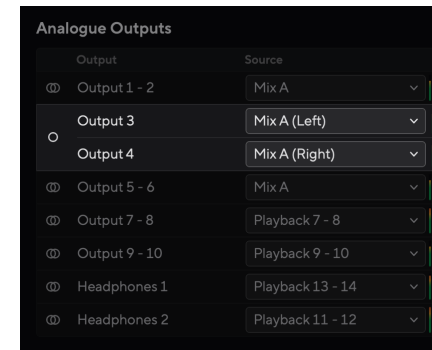 Analogue Outputs
Output Source
Output 1 - 2 Mix A
Output 3 Mix A (Left)
Output 4 Mix A (Right)
Output 5 - 6 Mix A
Output 7 - 8 Playback 7 - 8
Output 9 - 10 Playback 9 - 10
Headphones 1 Playback 13 - 14
Headphones 2 Playback 11 - 12